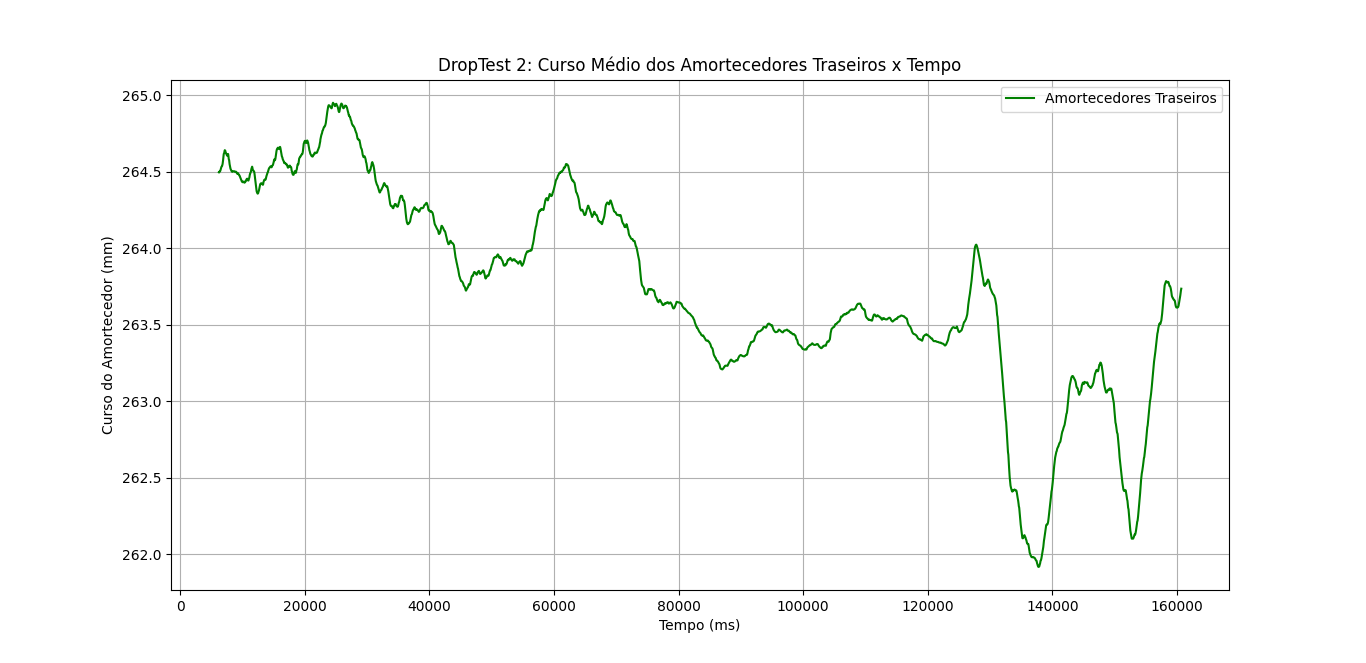 DropTest 2: Curso Médio dos Amortecedores Traseiros x Tempo
Amortecedores Traseiros
Curso do Amortecedor (mm)
265.0
264.5
264.0
263.5
263.0
262.5
262.0
0 20000 40000 60000 80000 100000 120000 140000 160000
Tempo (ms)